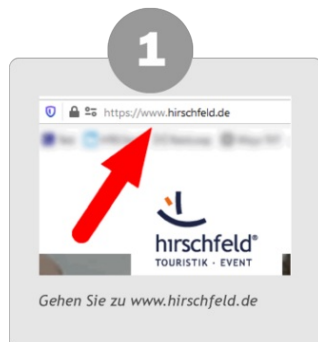 1
https://www.hirschfeld.de
hirschfeld®
TOURISTIK - EVENT
Gehen Sie zu www.hirschfeld.de